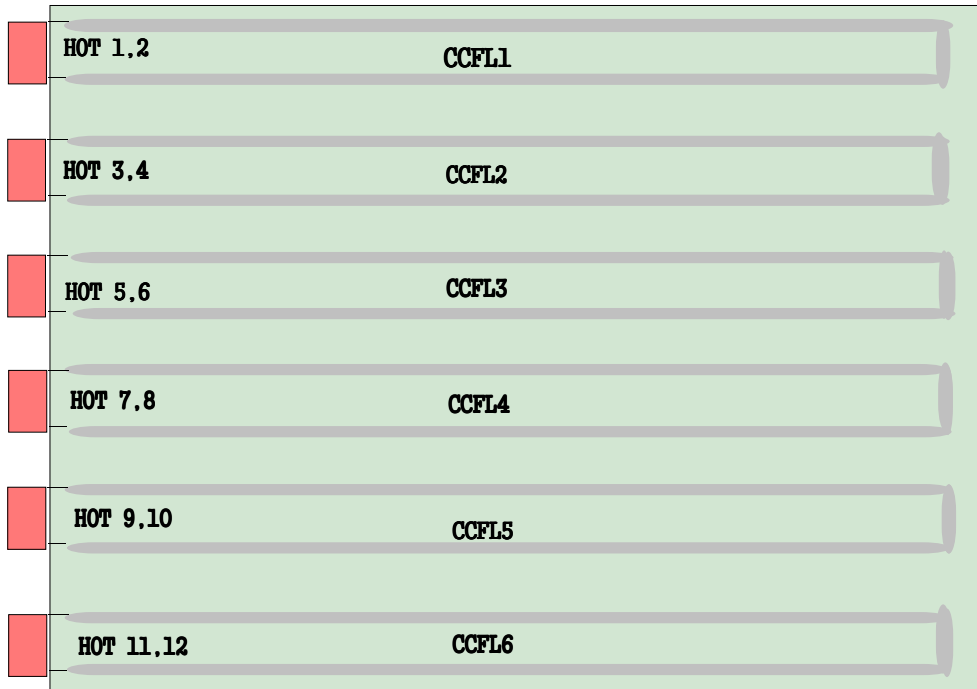 HOT 1,2
CCFL1
HOT 3,4
CCFL2
HOT 5,6
CCFL3
HOT 7,8
CCFL4
HOT 9,10
CCFL5
HOT 11,12
CCFL6